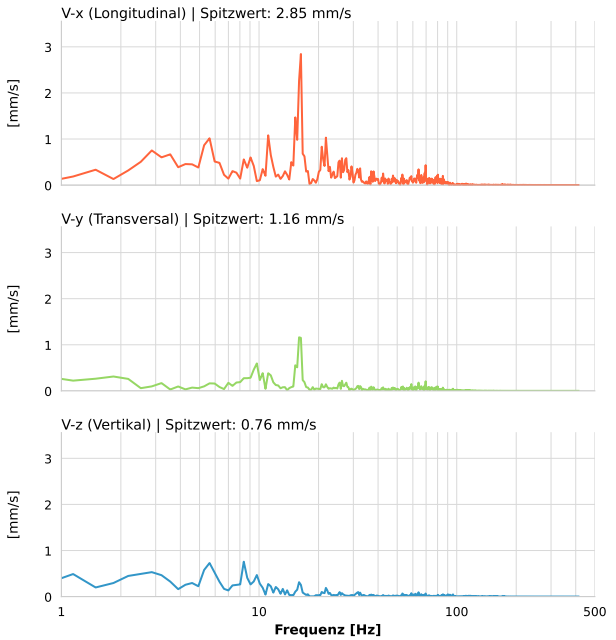 V-x (Longitudinal) | Spitzwert: 2.85 mm/s
3
2
1
0
[mm/s]
V-y (Transversal) | Spitzwert: 1.16 mm/s
3
2
1
0
[mm/s]
V-z (Vertikal) | Spitzwert: 0.76 mm/s
3
2
1
0
[mm/s]
1 10 100 500
Frequenz [Hz]